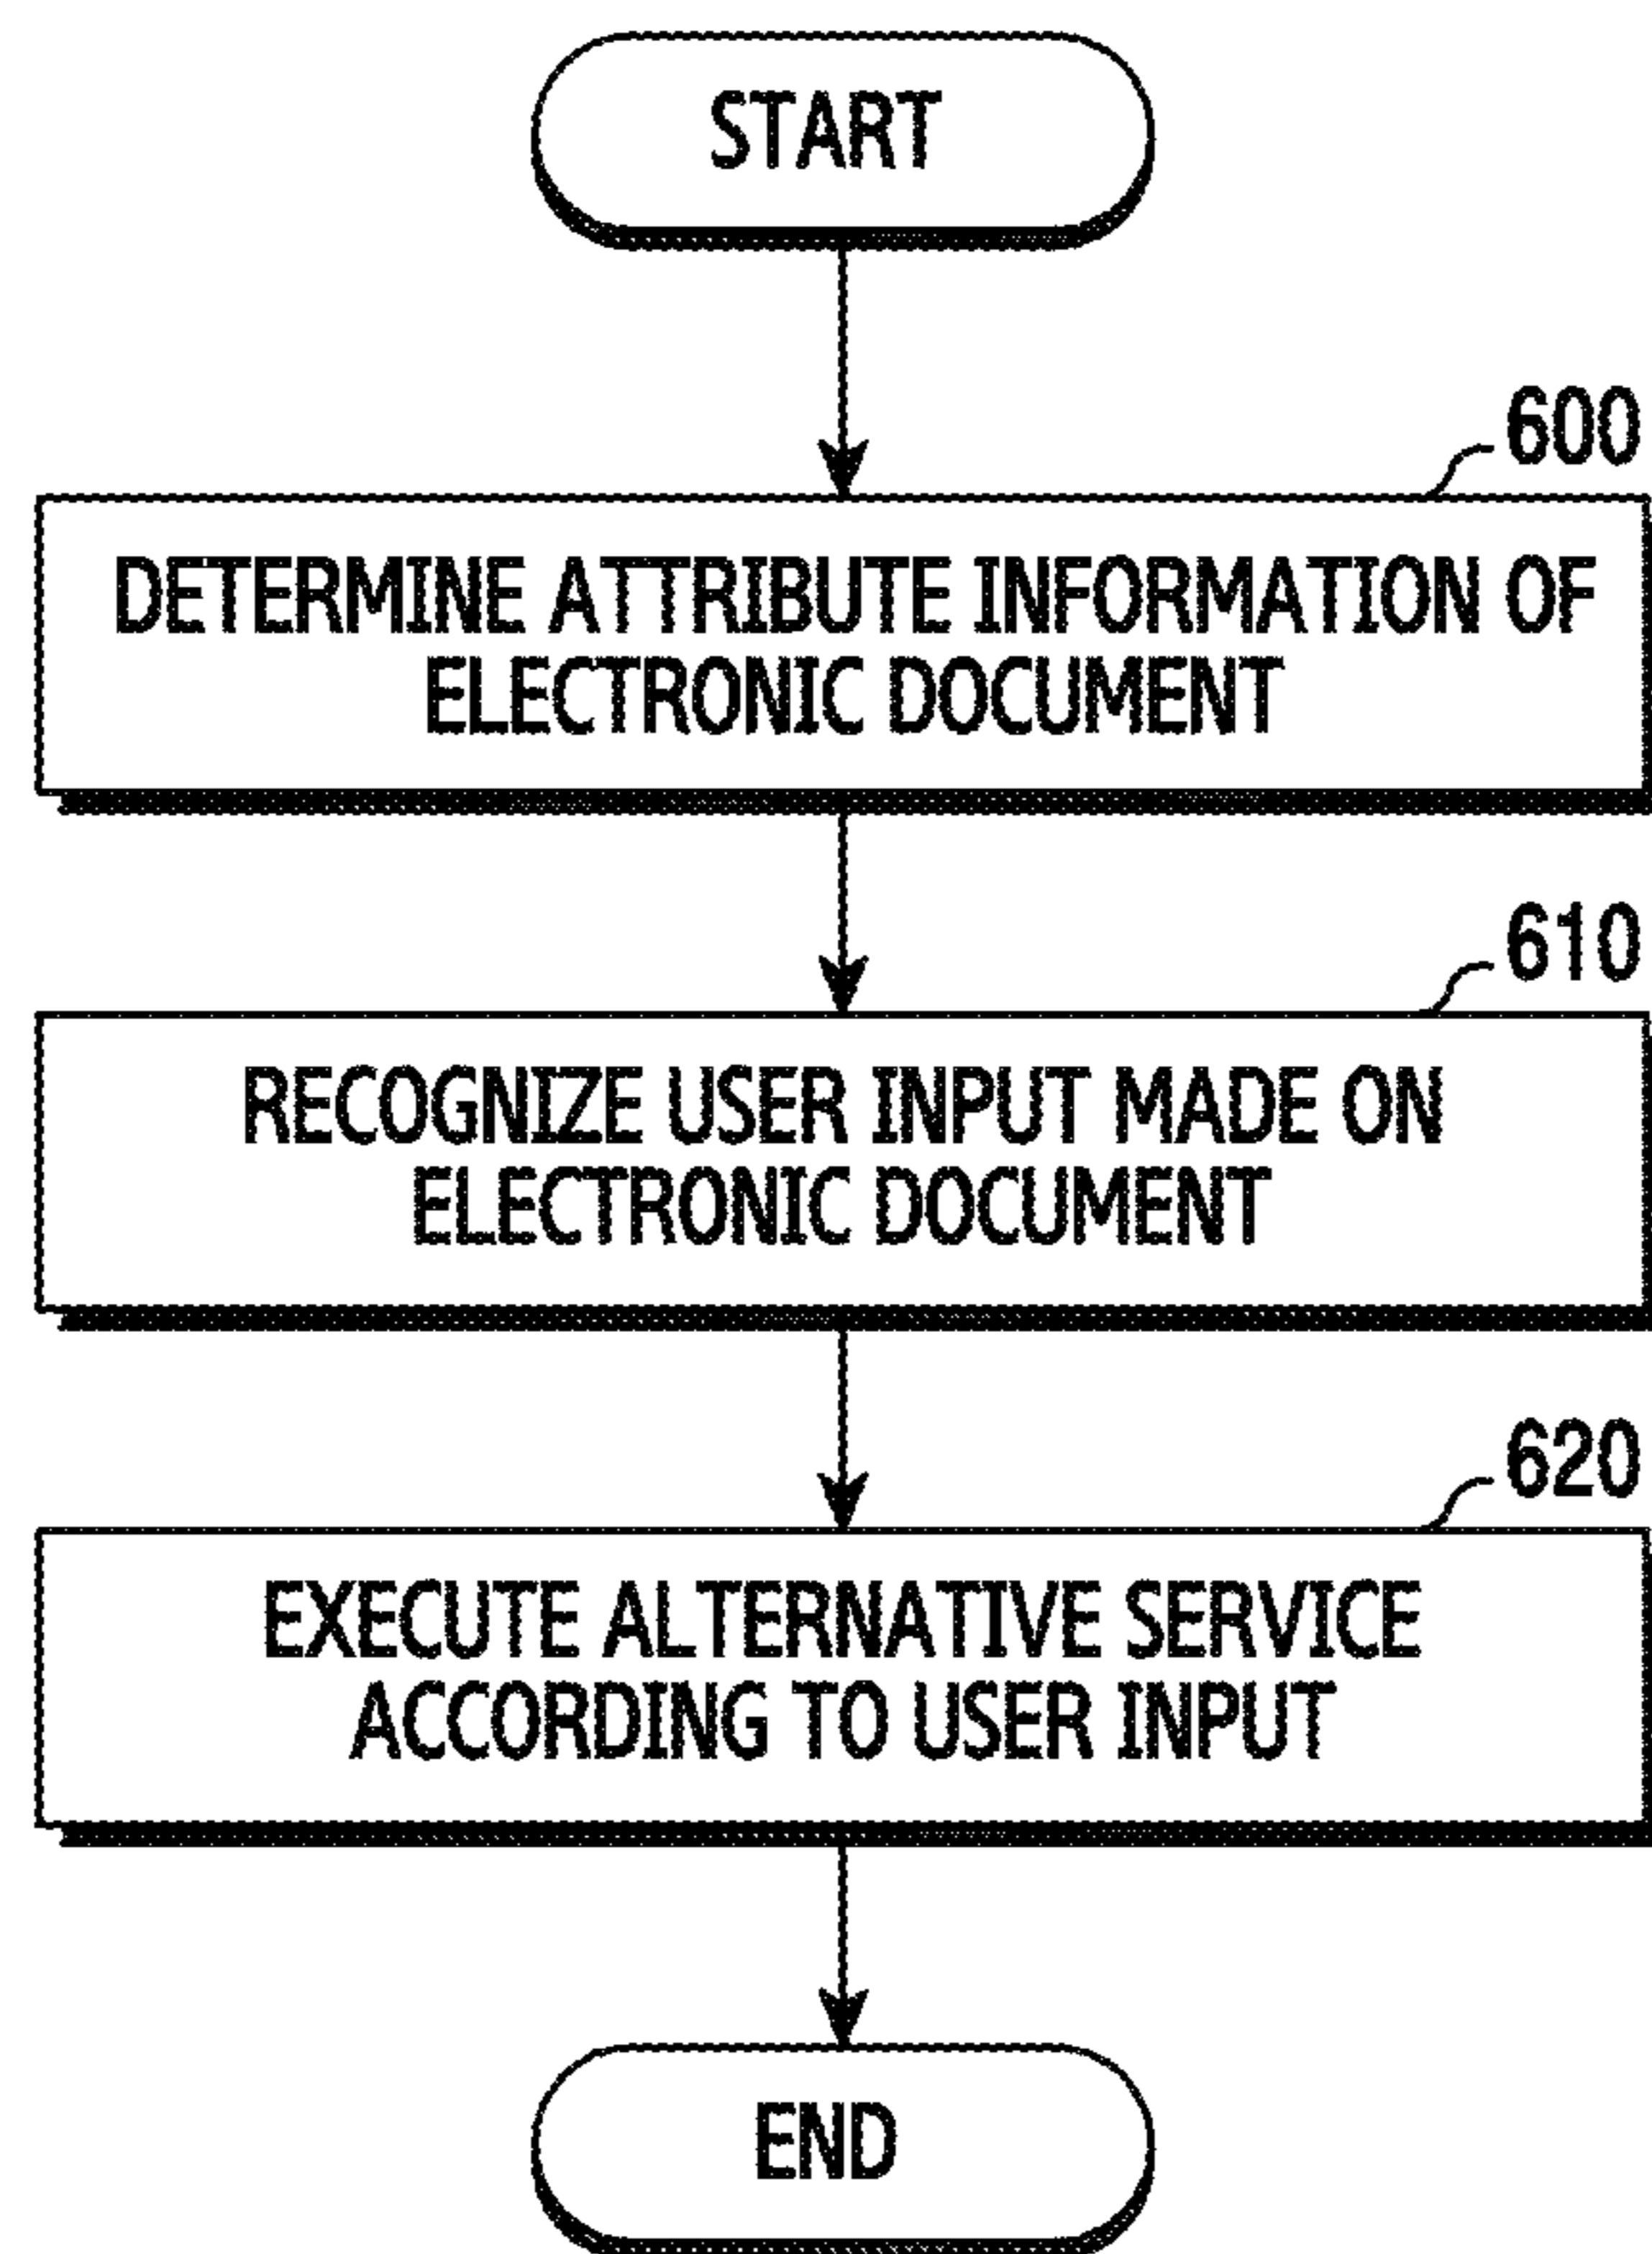 START
600
DETERMINE ATTRIBUTE INFORMATION OF
ELECTRONIC DOCUMENT
610
RECOGNIZE USER INPUT MADE ON
ELECTRONIC DOCUMENT
620
EXECUTE ALTERNATIVE SERVICE
ACCORDING TO USER INPUT
END